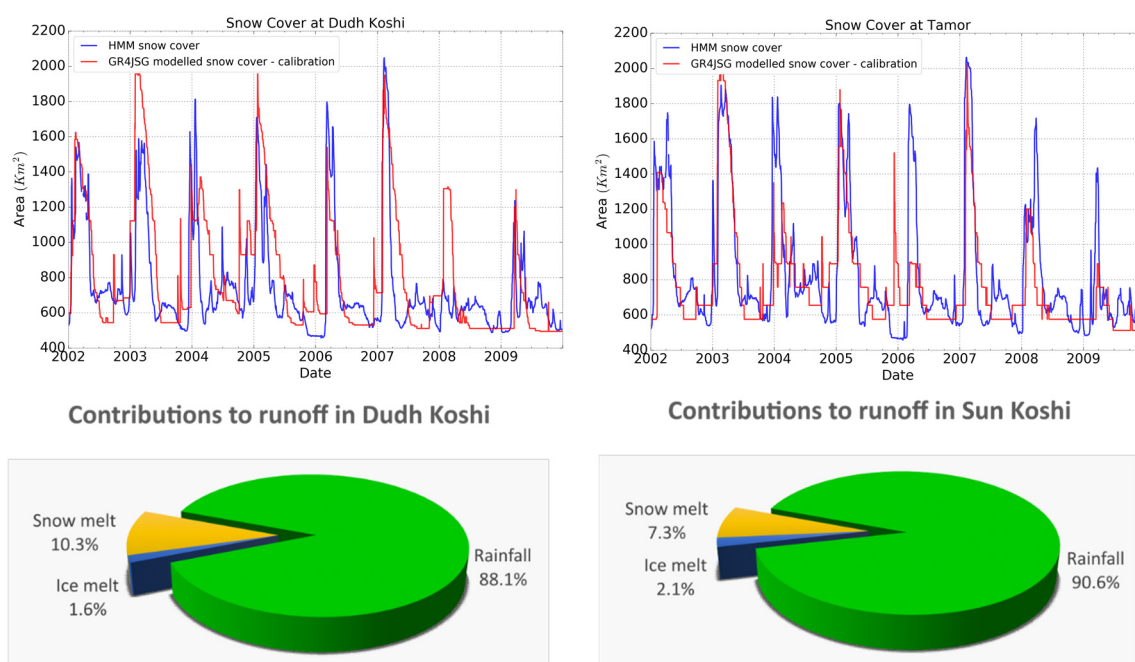 Snow Cover at Dudh Koshi
HMM snow cover
GR4JSG modelled snow cover - calibration
2200
2000
1800
1600
1400
1200
1000
800
600
400
Area (Km²)
2002 2003 2004 2005 2006 2007 2008 2009
Date
Snow Cover at Tamor
HMM snow cover
GR4JSG modelled snow cover - calibration
2200
2000
1800
1600
1400
1200
1000
800
600
400
Area (Km²)
2002 2003 2004 2005 2006 2007 2008 2009
Date
Contributions to runoff in Dudh Koshi
Snow melt
10.3%
Ice melt
1.6%
Rainfall
88.1%
Contributions to runoff in Sun Koshi
Snow melt
7.3%
Ice melt
2.1%
Rainfall
90.6%